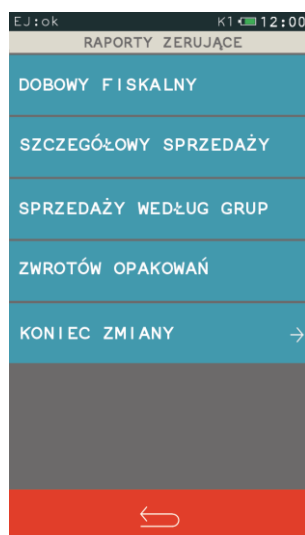 EJ:ok K1 12:00
RAPORTY ZERUJĄCE
DOBOWY FISKALNY
SZCZEGÓŁOWY SPRZEDAŻY
SPRZEDAŻY WEDŁUG GRUP
ZWROTÓW OPAKOWAŃ
KONIEC ZMIANY